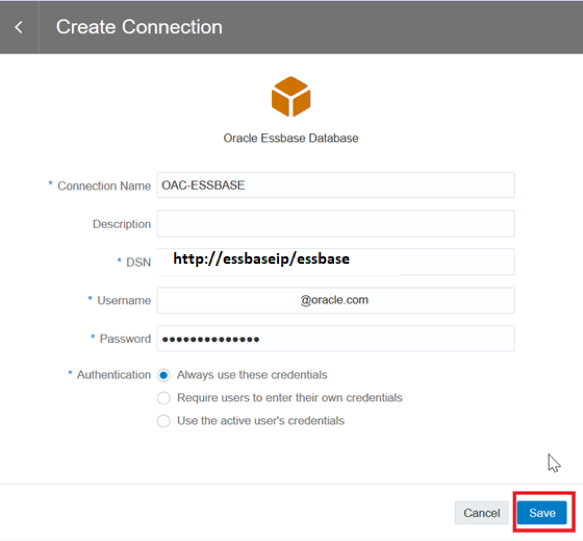 Create Connection
Oracle Essbase Database
* Connection Name OAC-ESSBASE
Description
* DSN http://essbaseip/essbase
* Username @oracle.com
* Password ••••••••••••••
* Authentication Always use these credentials
Require users to enter their own credentials
Use the active user's credentials
Cancel Save